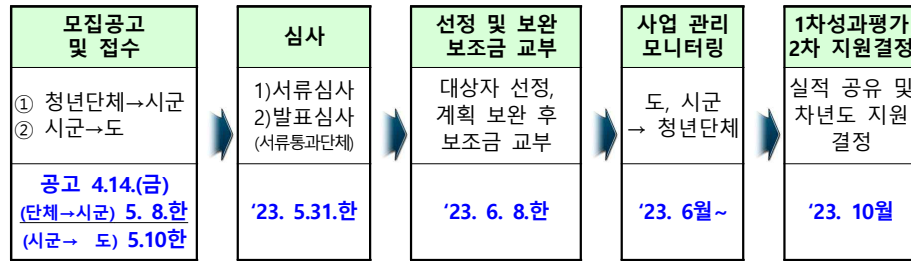 모집공고
및 접수
① 청년단체→시군
② 시군→도
공고 4.14.(금)
(단체→시군) 5. 8.한
(시군→ 도) 5.10한
심사
1)서류심사
2)발표심사
(서류통과단체)
‘23. 5.31.한
선정 및 보완
보조금 교부
대상자 선정,
계획 보완 후
보조금 교부
‘23. 6. 8.한
사업 관리
모니터링
도, 시군
→ 청년단체
‘23. 6월~
1차성과평가
2차 지원결정
실적 공유 및
차년도 지원
결정
‘23. 10월